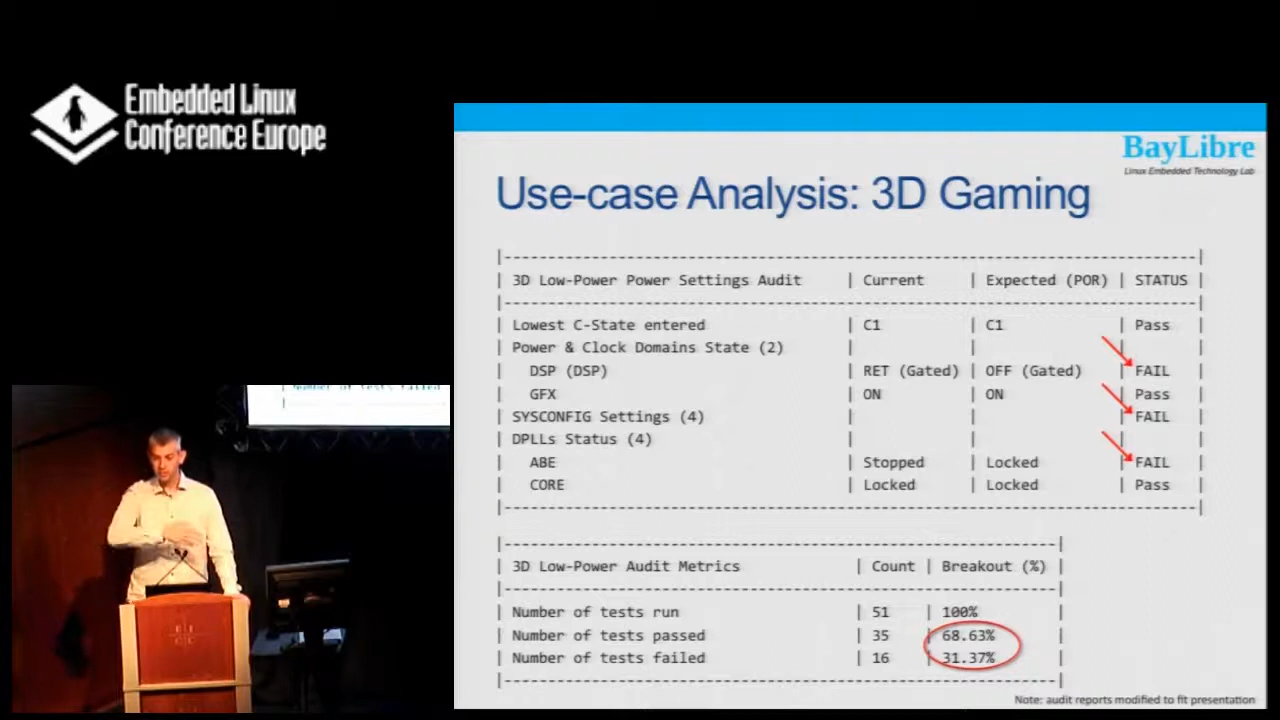 Embedded Linux
Conference Europe
BayLibre
Linux Embedded Technology Lab
Use-case Analysis: 3D Gaming
|-------------------------------------------------------------------------------|
| 3D Low-Power Power Settings Audit | Current | Expected (POR) | STATUS |
|-------------------------------------------------------------------------------|
| Lowest C-State entered | C1 | C1 | Pass |
| Power & Clock Domains State (2) | | | |
| DSP (DSP) | RET (Gated) | OFF (Gated) | FAIL |
| GFX | ON | ON | Pass |
| SYSCONFIG Settings (4) | | | FAIL |
| DPLLs Status (4) | | | |
| ABE | Stopped | Locked | FAIL |
| CORE | Locked | Locked | Pass |
|-------------------------------------------------------------------------------|
|---------------------------------------------------------------|
| 3D Low-Power Audit Metrics | Count | Breakout (%) |
|---------------------------------------------------------------|
| Number of tests run | 51 | 100% |
| Number of tests passed | 35 | 68.63% |
| Number of tests failed | 16 | 31.37% |
|---------------------------------------------------------------|
Note: audit reports modified to fit presentation
Number of tests failed